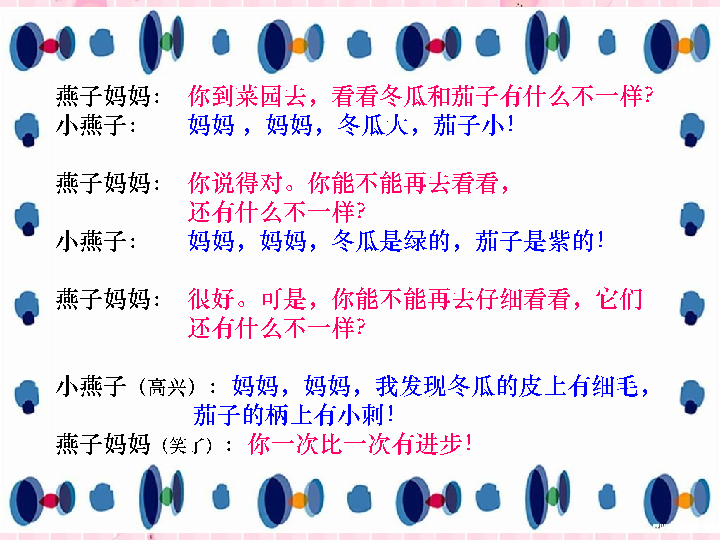 燕子妈妈： 你到菜园去，看看冬瓜和茄子有什么不一样？
小燕子： 妈妈，妈妈，冬瓜大，茄子小！
燕子妈妈： 你说得对。你能不能再去看看，
还有什么不一样？
小燕子： 妈妈，妈妈，冬瓜是绿的，茄子是紫的！
燕子妈妈： 很好。可是，你能不能再去仔细看看，它们
还有什么不一样？
小燕子（高兴）：妈妈，妈妈，我发现冬瓜的皮上有细毛，
茄子的柄上有小刺！
燕子妈妈（笑了）：你一次比一次有进步！